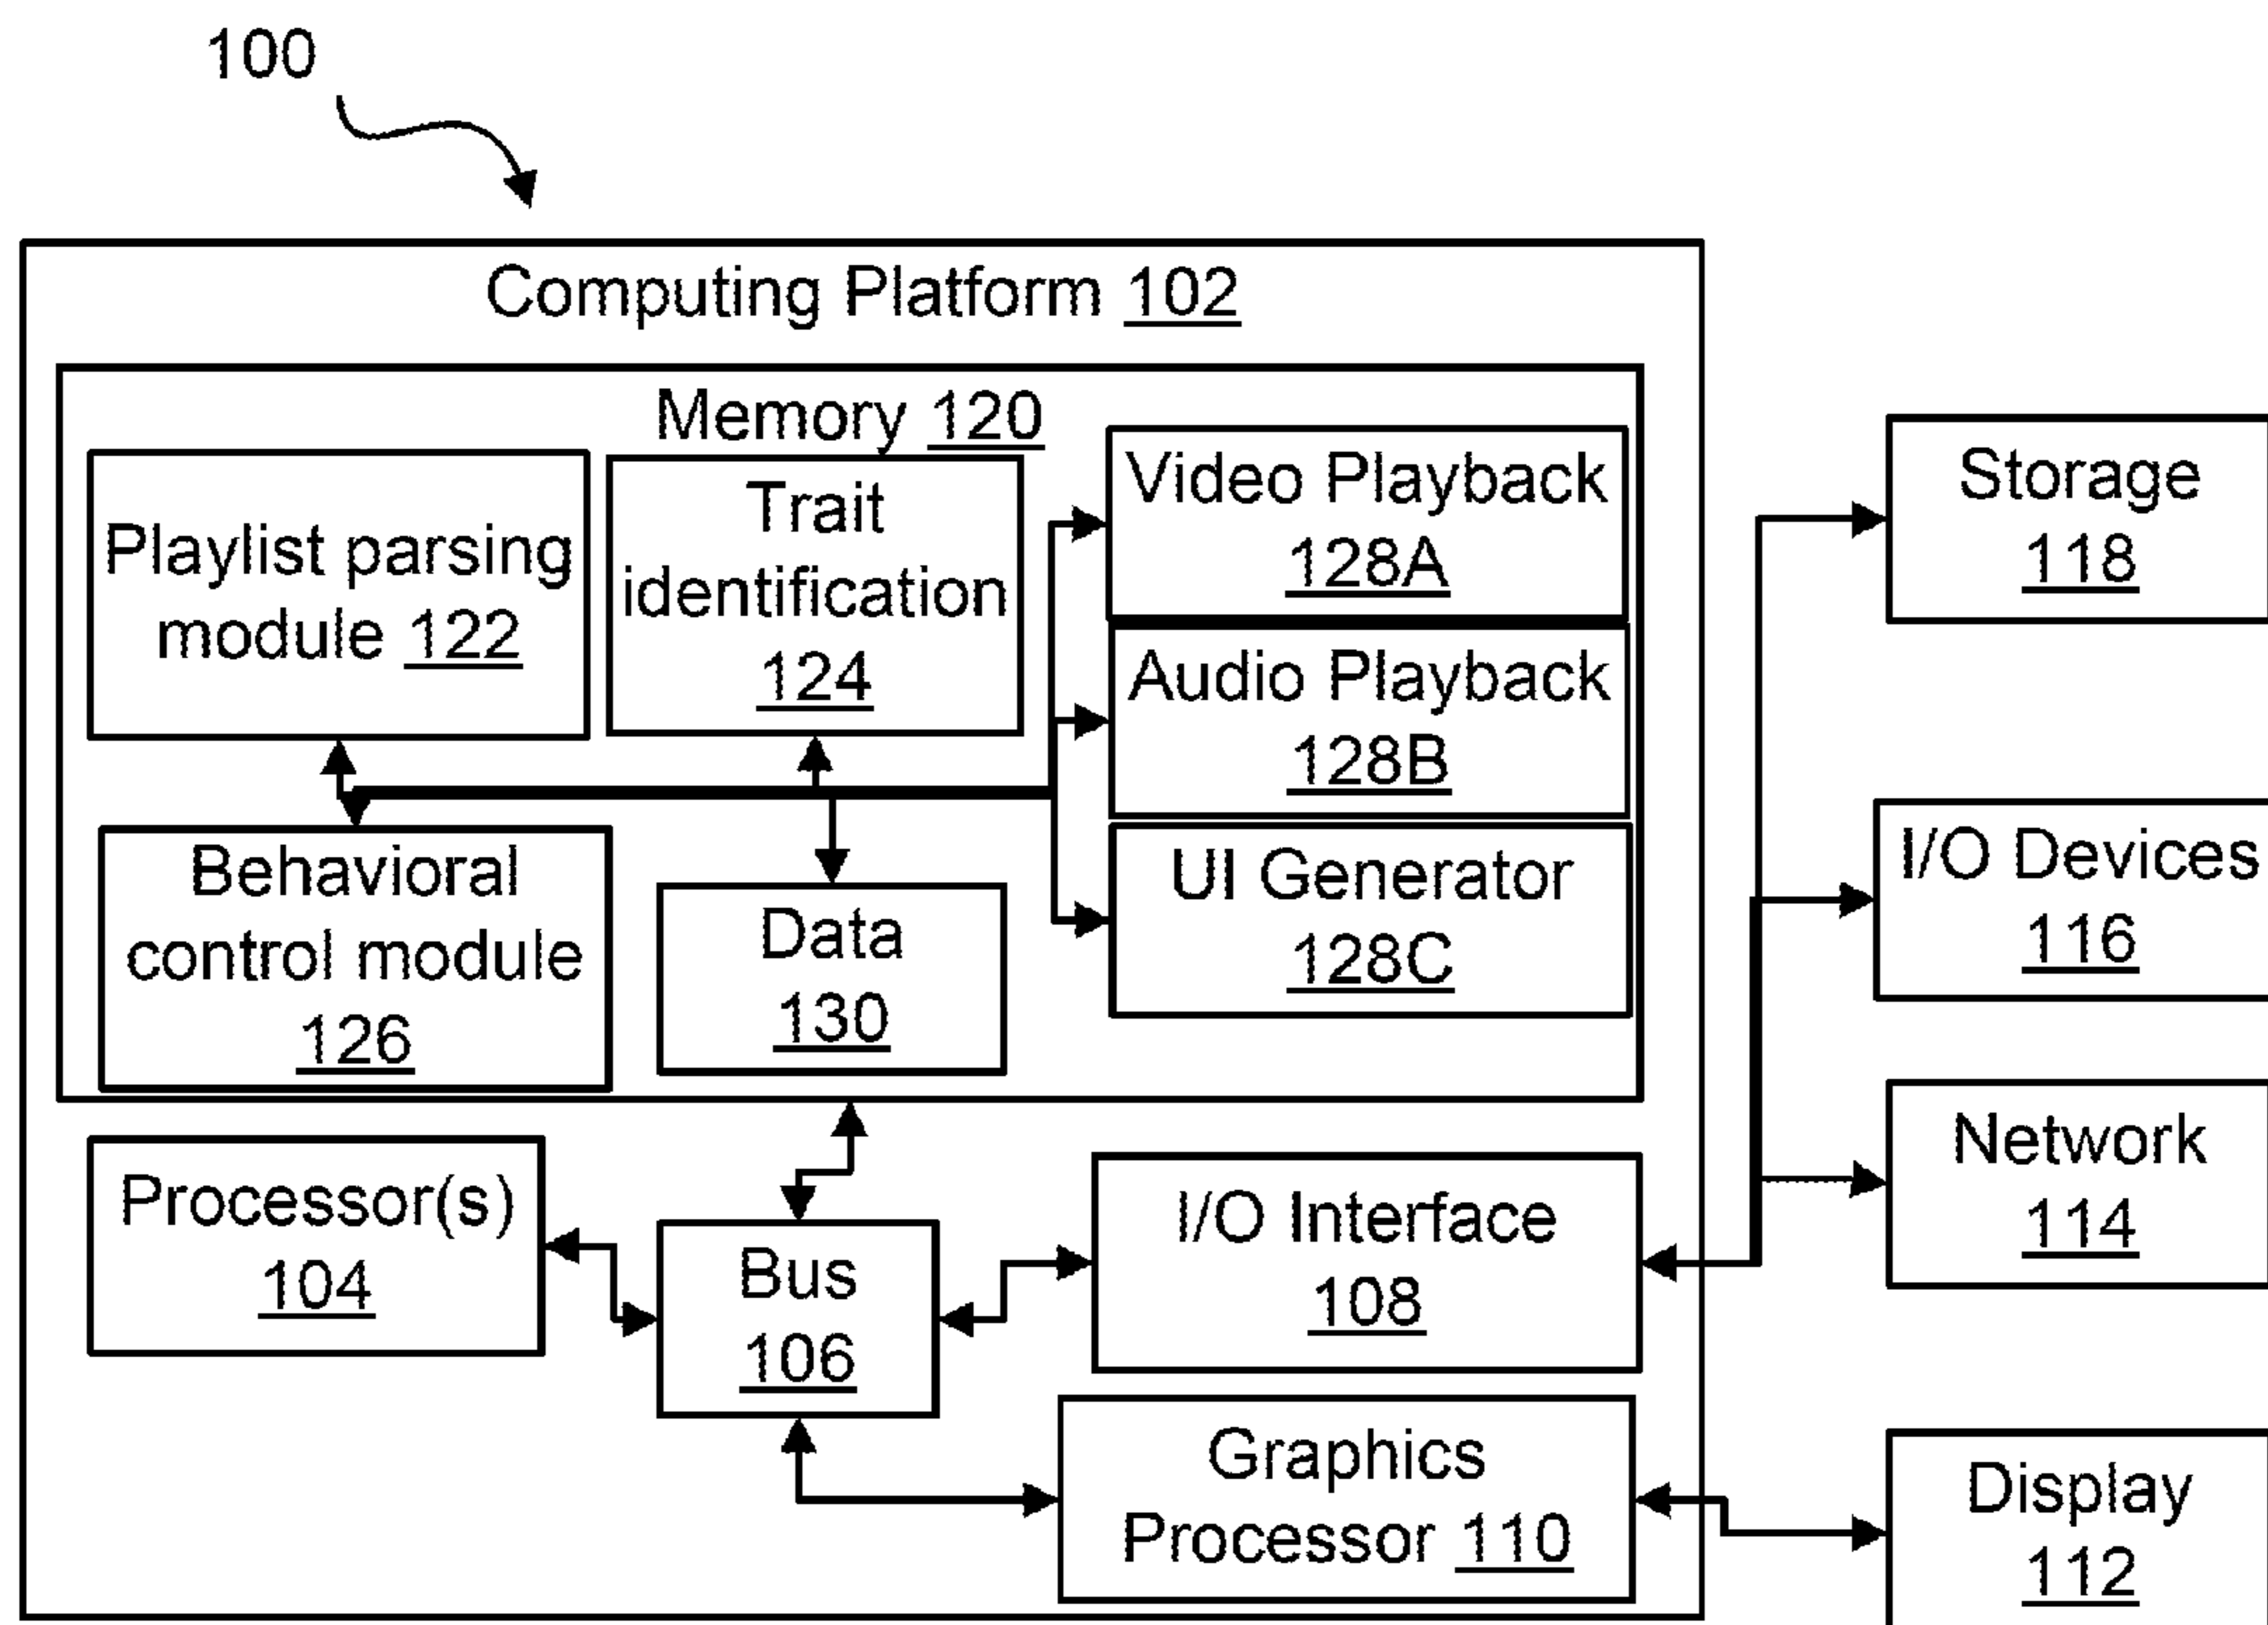 100
Computing Platform 102
Memory 120
Playlist parsing
module 122
Trait
identification
124
Video Playback
128A
Audio Playback
128B
UI Generator
128C
Behavioral
control module
126
Data
130
Processor(s)
104
Bus
106
I/O Interface
108
Graphics
Processor 110
Storage
118
I/O Devices
116
Network
114
Display
112